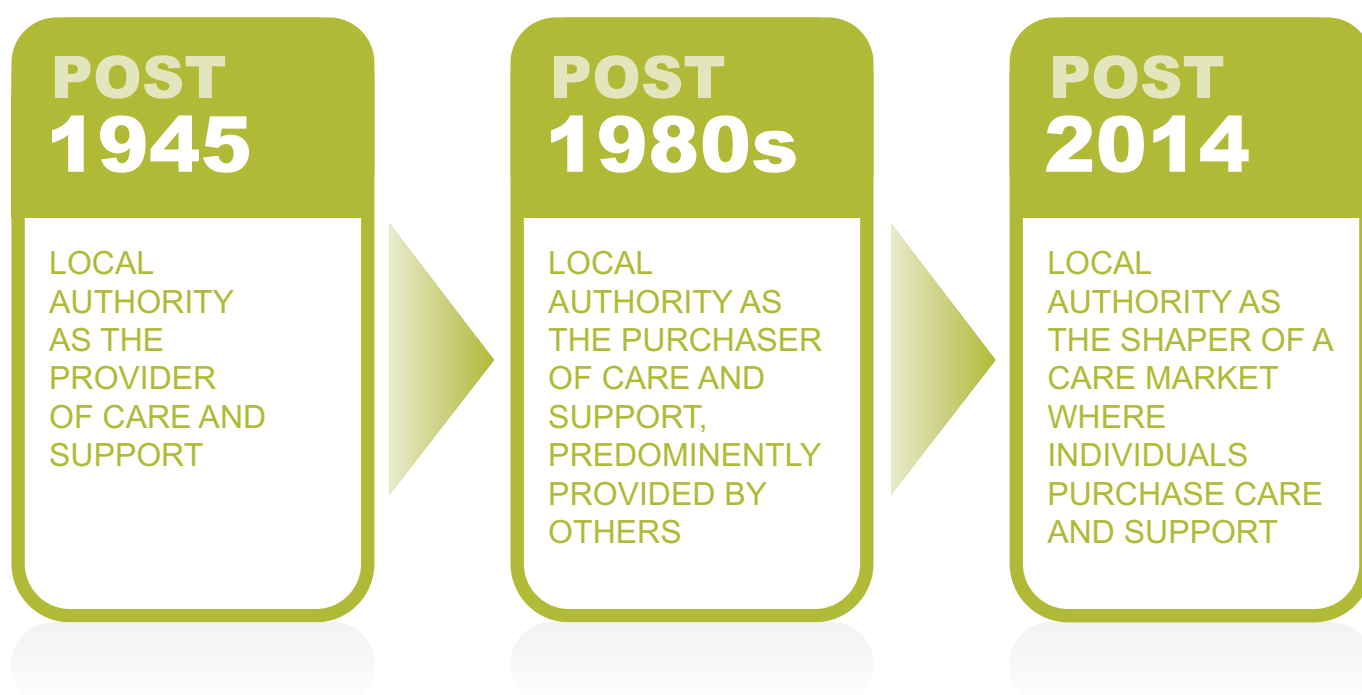 POST
1945
LOCAL
AUTHORITY
AS THE
PROVIDER
OF CARE AND
SUPPORT
POST
1980s
LOCAL
AUTHORITY AS
THE PURCHASER
OF CARE AND
SUPPORT,
PREDOMINENTLY
PROVIDED BY
OTHERS
POST
2014
LOCAL
AUTHORITY AS
THE SHAPER OF A
CARE MARKET
WHERE
INDIVIDUALS
PURCHASE CARE
AND SUPPORT